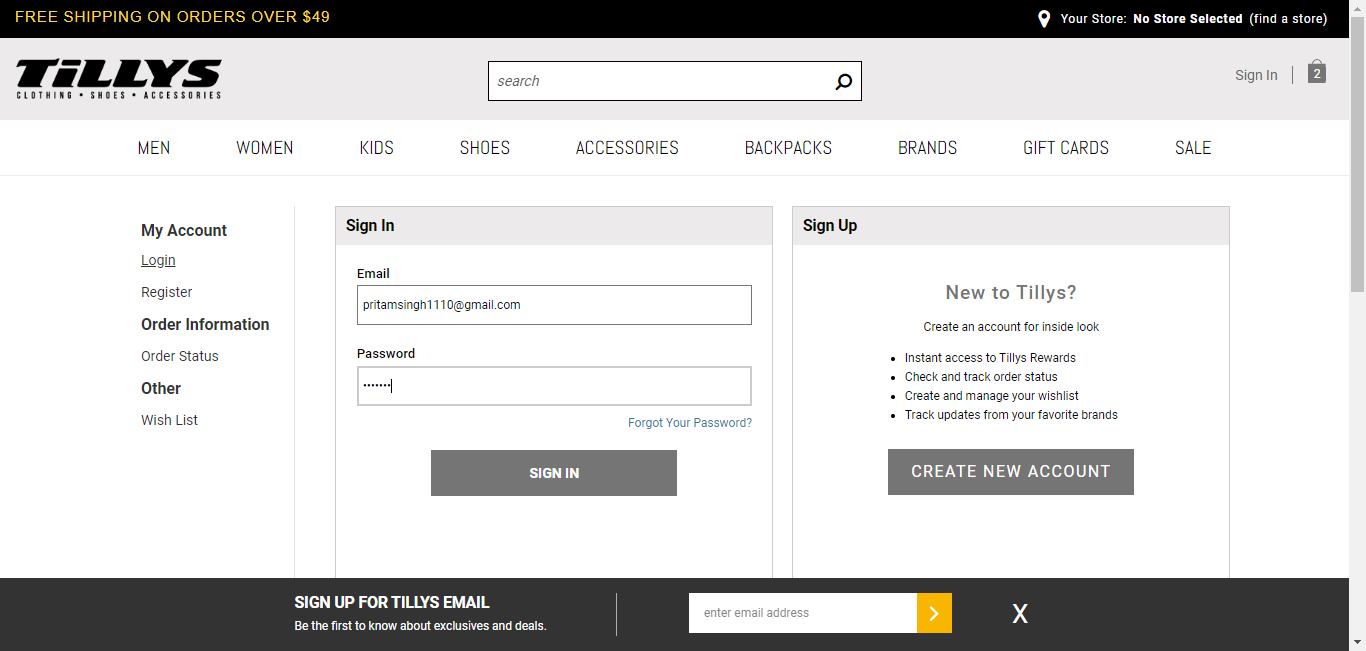 FREE SHIPPING ON ORDERS OVER $49
Your Store: No Store Selected (find a store)
TiLLYS
CLOTHING • SHOES • ACCESSORIES
search
Sign In
2
MEN WOMEN KIDS SHOES ACCESSORIES BACKPACKS BRANDS GIFT CARDS SALE
My Account
Login
Register
Order Information
Order Status
Other
Wish List
Sign In
Email
pritamsingh1110@gmail.com
Password
•••••••
Forgot Your Password?
SIGN IN
Sign Up
New to Tillys?
Create an account for inside look
• Instant access to Tillys Rewards
• Check and track order status
• Create and manage your wishlist
• Track updates from your favorite brands
CREATE NEW ACCOUNT
SIGN UP FOR TILLYS EMAIL
Be the first to know about exclusives and deals.
enter email address
X